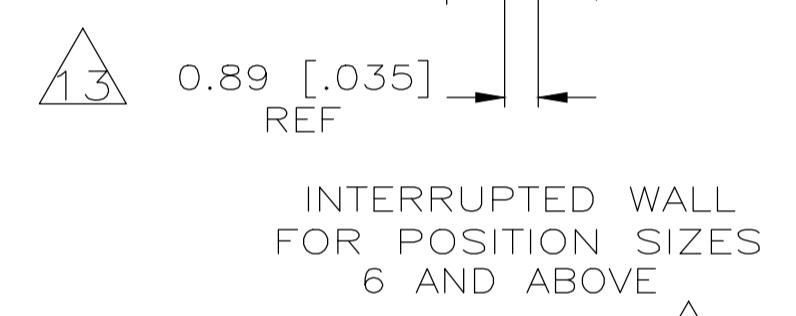 13 0.89 [.035]
REF
INTERRUPTED WALL
FOR POSITION SIZES
6 AND ABOVE